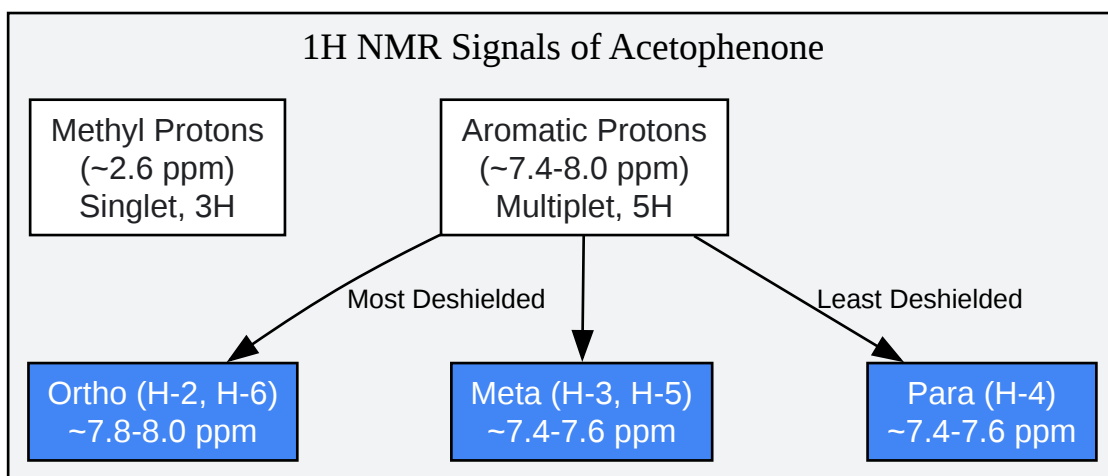 1H NMR Signals of Acetophenone
Methyl Protons
(~2.6 ppm)
Singlet, 3H
Aromatic Protons
(~7.4-8.0 ppm)
Multiplet, 5H
Most Deshielded
Least Deshielded
Ortho (H-2, H-6)
~7.8-8.0 ppm
Meta (H-3, H-5)
~7.4-7.6 ppm
Para (H-4)
~7.4-7.6 ppm